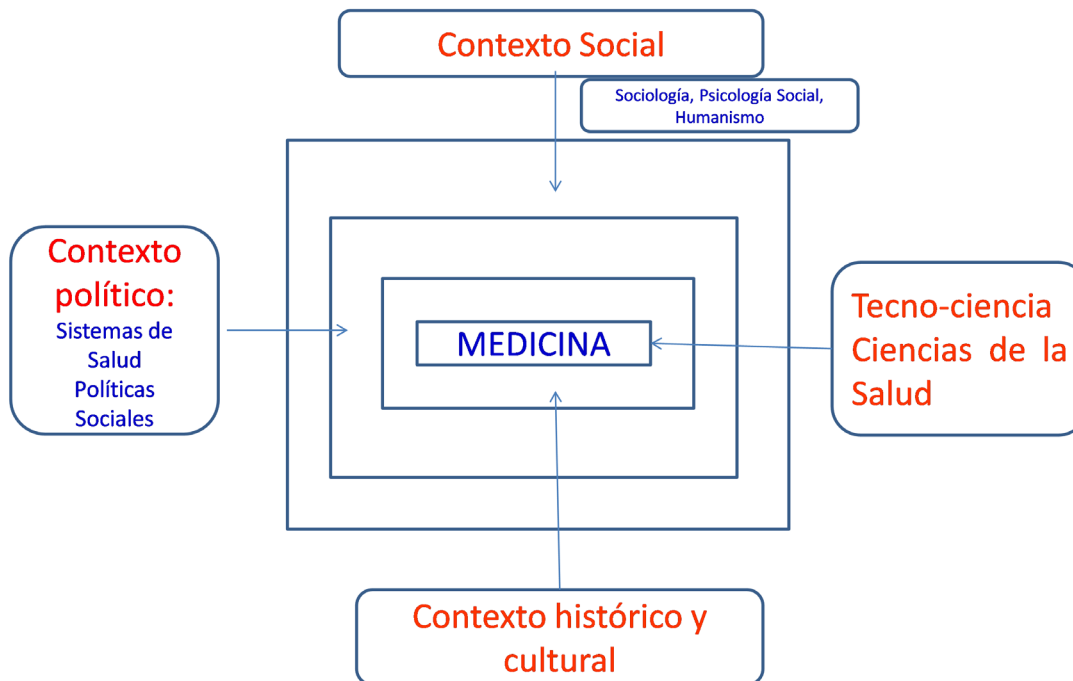 Contexto Social
Sociología, Psicología Social,
Humanismo
Contexto
político:
Sistemas de
Salud
Políticas
Sociales
MEDICINA
Tecno-ciencia
Ciencias de la
Salud
Contexto histórico y
cultural